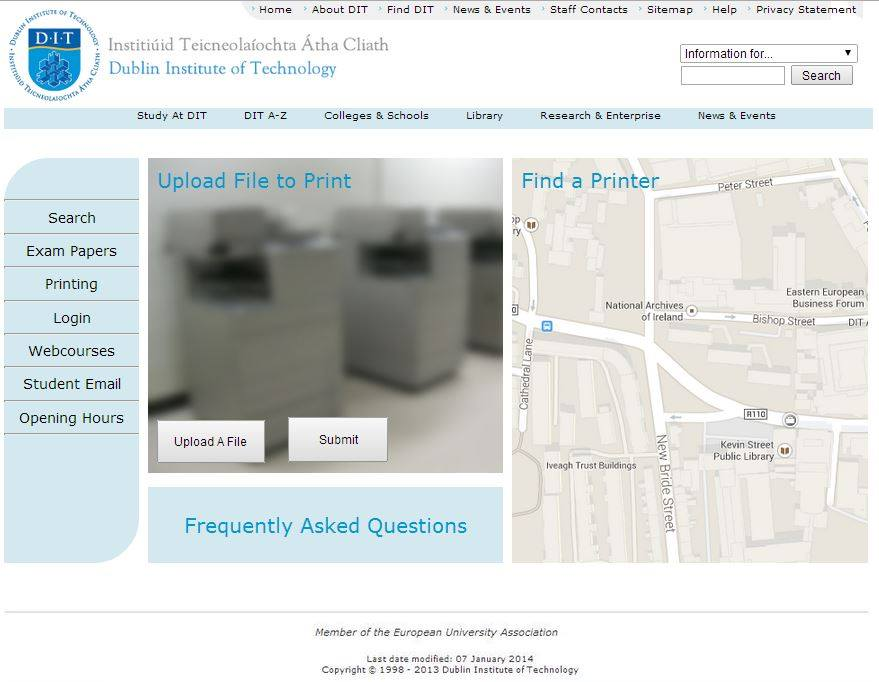 Home About DIT Find DIT News & Events Staff Contacts Sitemap Help Privacy Statement
DUBLIN INSTITUTE OF TECHNOLOGY
D·I·T
INSTITIÚID TEICNEOLAÍOCHTA ÁTHA CLIATH
Institiúid Teicneolaíochta Átha Cliath
Dublin Institute of Technology
Information for...
Search
Study At DIT DIT A-Z Colleges & Schools Library Research & Enterprise News & Events
Search
Exam Papers
Printing
Login
Webcourses
Student Email
Opening Hours
Upload File to Print
Upload A File Submit
Frequently Asked Questions
Find a Printer
Peter Street
op
ry
Eastern European
Business Forum
National Archives
of Ireland
Bishop Street
DIT A
Cathedral Lane
R110
Kevin Street
Public Library
Iveagh Trust Buildings
New Bride Street
Member of the European University Association
Last date modified: 07 January 2014
Copyright © 1998 - 2013 Dublin Institute of Technology